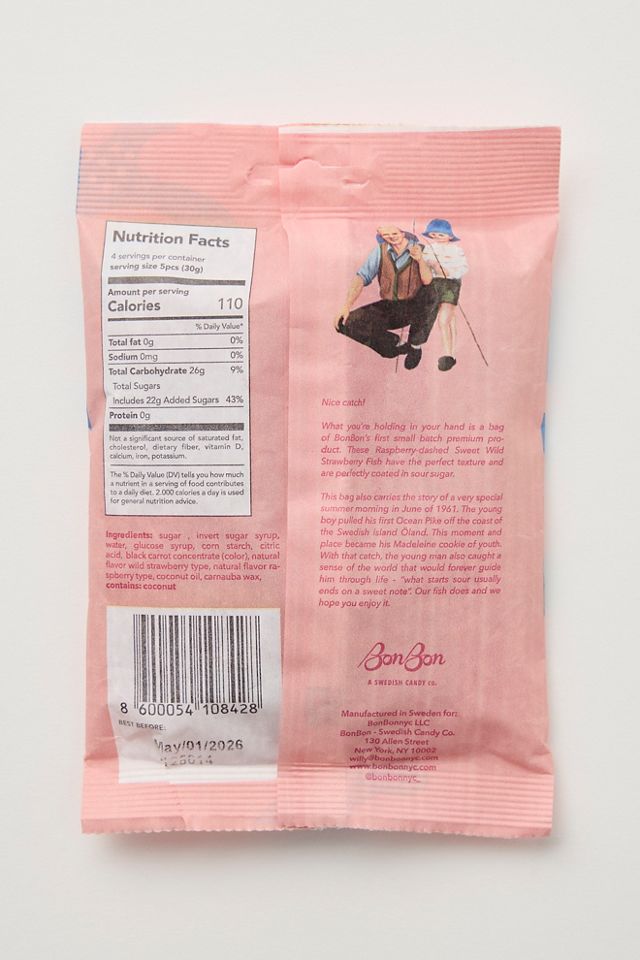 Nutrition Facts
4 servings per container
serving size 5pcs (30g)
Amount per serving
Calories 110
% Daily Value*
Total fat 0g 0%
Sodium 0mg 0%
Total Carbohydrate 26g 9%
Total Sugars
Includes 22g Added Sugars 43%
Protein 0g
Not a significant source of saturated fat,
cholesterol, dietary fiber, vitamin D,
calcium, iron, potassium.
The % Daily Value (DV) tells you how much
a nutrient in a serving of food contributes
to a daily diet. 2.000 calories a day is used
for general nutrition advice.
Ingredients: sugar , invert sugar syrup,
water, glucose syrup, corn starch, citric
acid, black carrot concentrate (color), natural
flavor wild strawberry type, natural flavor ra-
spberry type, coconut oil, carnauba wax,
contains: coconut
8 600054 108428
BEST BEFORE:
May/01/2026
Nice catch!
What you're holding in your hand is a bag
of BonBon's first small batch premium pro-
duct. These Raspberry-dashed Sweet Wild
Strawberry Fish have the perfect texture and
are perfectly coated in sour sugar.
This bag also carries the story of a very special
summer morning in June of 1961. The young
boy pulled his first Ocean Pike off the coast of
the Swedish island Öland. This moment and
place became his Madeleine cookie of youth.
With that catch, the young man also caught a
sense of the world that would forever guide
him through life - "what starts sour usually
ends on a sweet note". Our fish does and we
hope you enjoy it.
BonBon
A SWEDISH CANDY co.
Manufactured in Sweden for:
BonBonnyc LLC
BonBon - Swedish Candy Co.
130 Allen Street
New York, NY 10002
willy@bonbonnyc.com
www.bonbonnyc.com
@bonbonnyc_